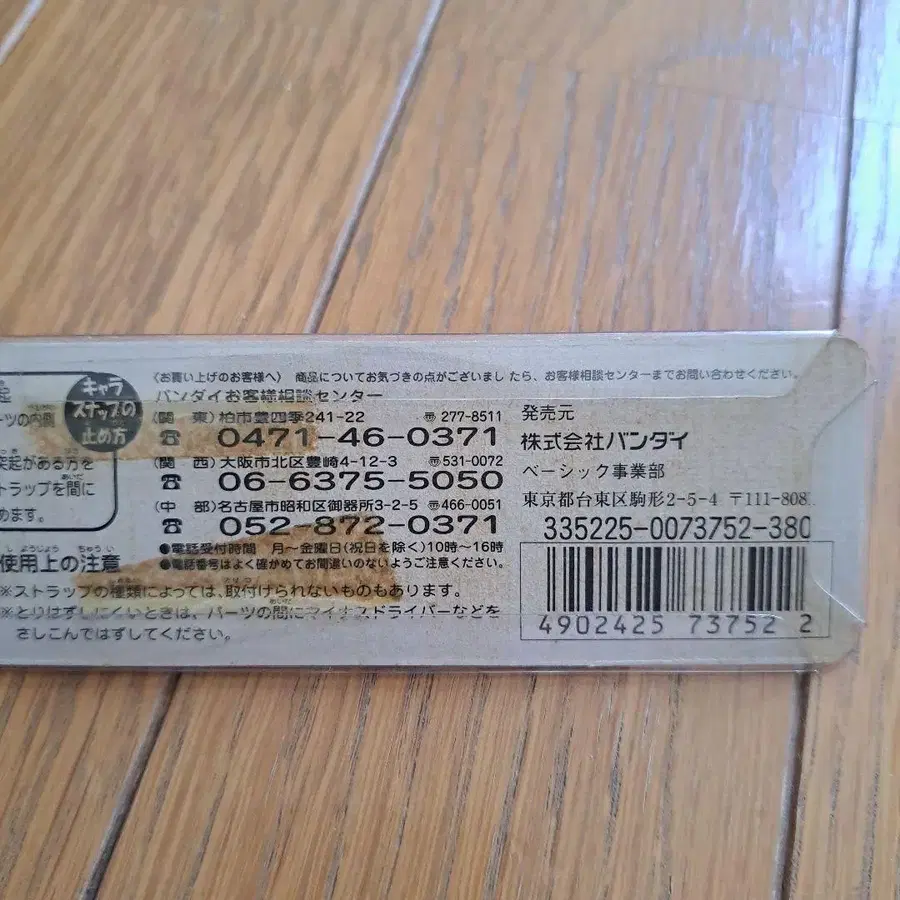 起
キャラ
スナップの
止め方
ーツの内側
突起がある方を
トラップを間に
めます。
使用上の注意
しようじょう ちゅうい
〈お買い上げのお客様へ〉 商品についてお気づきの点がございましたら、お客様相談センターまでお問い合わせください。
バンダイお客様相談センター
(関 東)柏市豊四季241-22 〠277-8511
☎ 0471-46-0371
(関 西)大阪市北区豊崎4-12-3 〠531-0072
☎ 06-6375-5050
(中 部)名古屋市昭和区御器所3-2-5 〠466-0051
☎ 052-872-0371
●電話受付時間 月〜金曜日(祝日を除く)10時〜16時
●電話番号はよく確かめてお間違いのないようご注意ください。
※ストラップの種類によっては、取付けられないものもあります。
※とりはずしにくいときは、パーツの間にマイナスドライバーなどを
さしこんではずしてください。
発売元
株式会社バンダイ
ベーシック事業部
東京都台東区駒形2-5-4 〒111-808
335225-0073752-380
4902425 73752 2